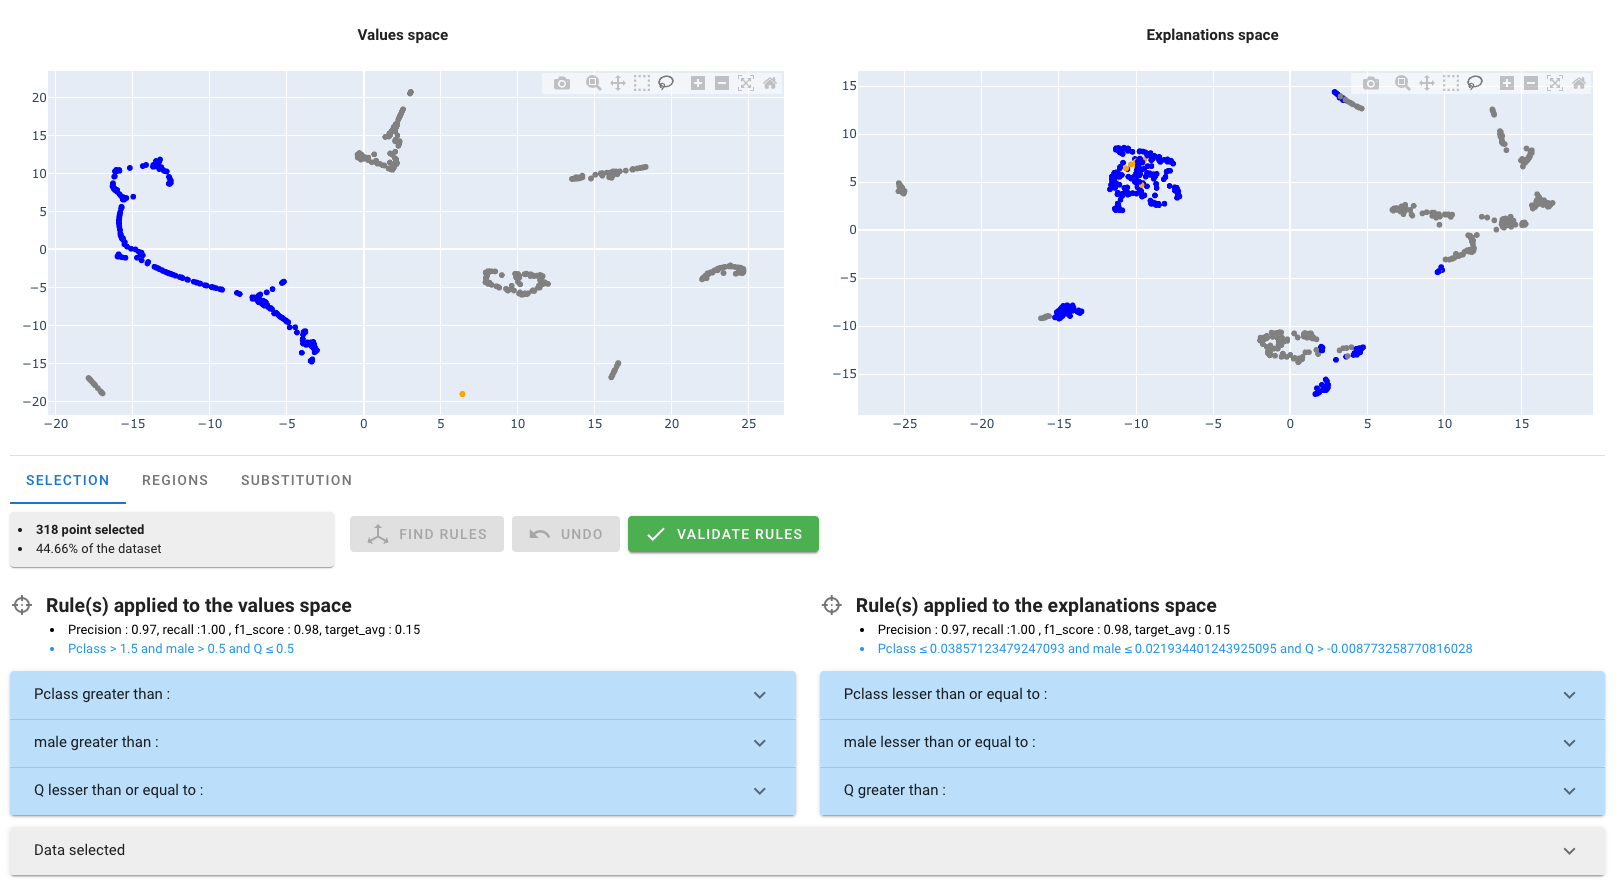 Values space
Explanations space
20
15
10
5
0
−5
−10
−15
−20
−20
−15
−10
−5
0
5
10
15
20
25
15
10
5
0
−5
−10
−15
−25
−20
−15
−10
−5
0
5
10
15
SELECTION
REGIONS
SUBSTITUTION
• 318 point selected
• 44.66% of the dataset
FIND RULES
UNDO
VALIDATE RULES
Rule(s) applied to the values space
• Precision : 0.97, recall :1.00 , f1_score : 0.98, target_avg : 0.15
• Pclass > 1.5 and male > 0.5 and Q ≤ 0.5
Pclass greater than :
male greater than :
Q lesser than or equal to :
Rule(s) applied to the explanations space
• Precision : 0.97, recall :1.00 , f1_score : 0.98, target_avg : 0.15
• Pclass ≤ 0.03857123479247093 and male ≤ 0.021934401243925095 and Q > -0.008773258770816028
Pclass lesser than or equal to :
male lesser than or equal to :
Q greater than :
Data selected